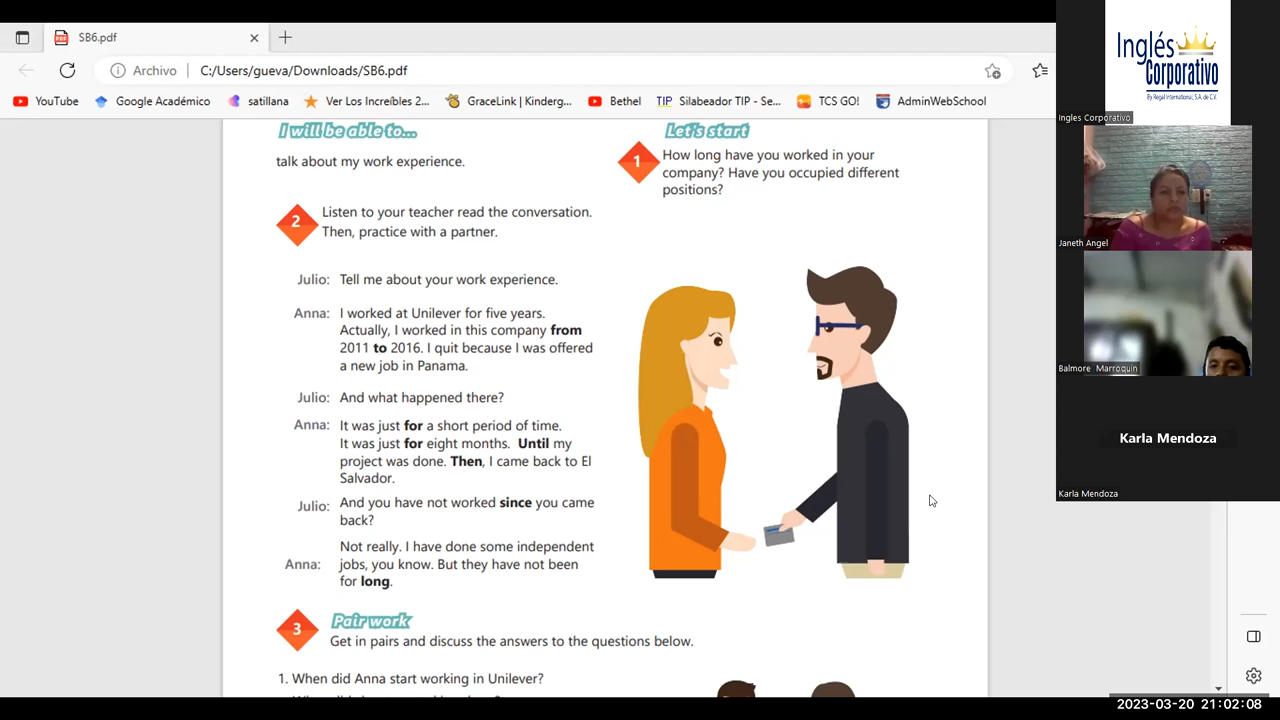 SB6.pdf
Archivo
C:/Users/gueva/Downloads/SB6.pdf
YouTube
Google Académico
satillana
Ver Los Increíbles 2...
GraceLink | Kinderg...
Bethel
TIP Silabeador TIP - Se...
TCS GO!
AdminWebSchool
I will be able to...
talk about my work experience.
Let's start
1
How long have you worked in your
company? Have you occupied different
positions?
2
Listen to your teacher read the conversation.
Then, practice with a partner.
Julio: Tell me about your work experience.
Anna: I worked at Unilever for five years.
Actually, I worked in this company from
2011 to 2016. I quit because I was offered
a new job in Panama.
Julio: And what happened there?
Anna: It was just for a short period of time.
It was just for eight months. Until my
project was done. Then, I came back to El
Salvador.
Julio: And you have not worked since you came
back?
Anna: Not really. I have done some independent
jobs, you know. But they have not been
for long.
3
Pair work
Get in pairs and discuss the answers to the questions below.
1. When did Anna start working in Unilever?
Inglés
Corporativo
By Regal International, S.A. de C.V.
Ingles Corporativo
Janeth Angel
Balmore Marroquin
Karla Mendoza
Karla Mendoza
2023-03-20 21:02:08